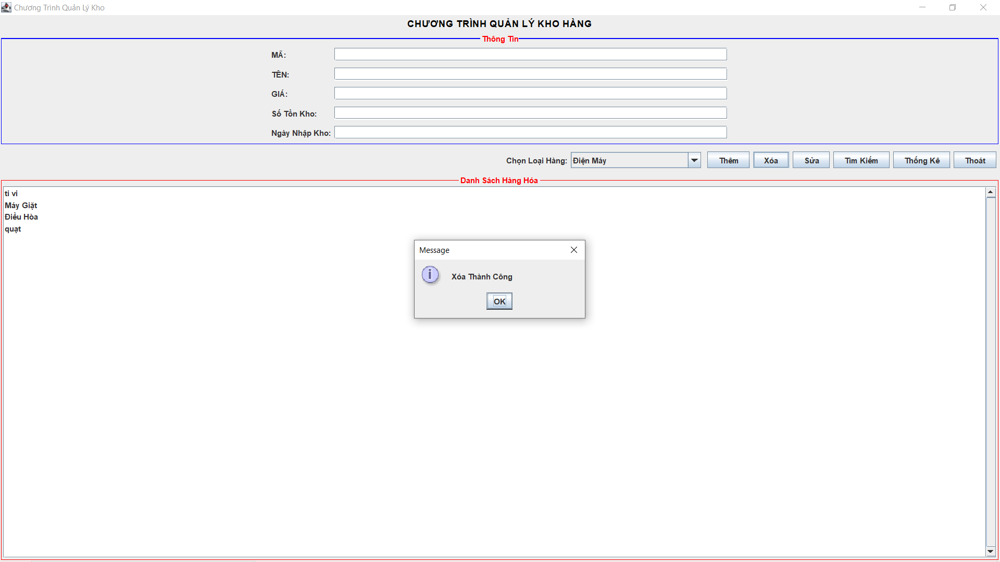 Chương Trình Quản Lý Kho
CHƯƠNG TRÌNH QUẢN LÝ KHO HÀNG
Thông Tin
MÃ:
TÊN:
GIÁ:
Số Tồn Kho:
Ngày Nhập Kho:
Chọn Loại Hàng: Điện Máy Thêm Xóa Sửa Tìm Kiếm Thống Kê Thoát
Danh Sách Hàng Hóa
ti vi
Máy Giặt
Điều Hòa
quạt
Message
Xóa Thành Công
OK